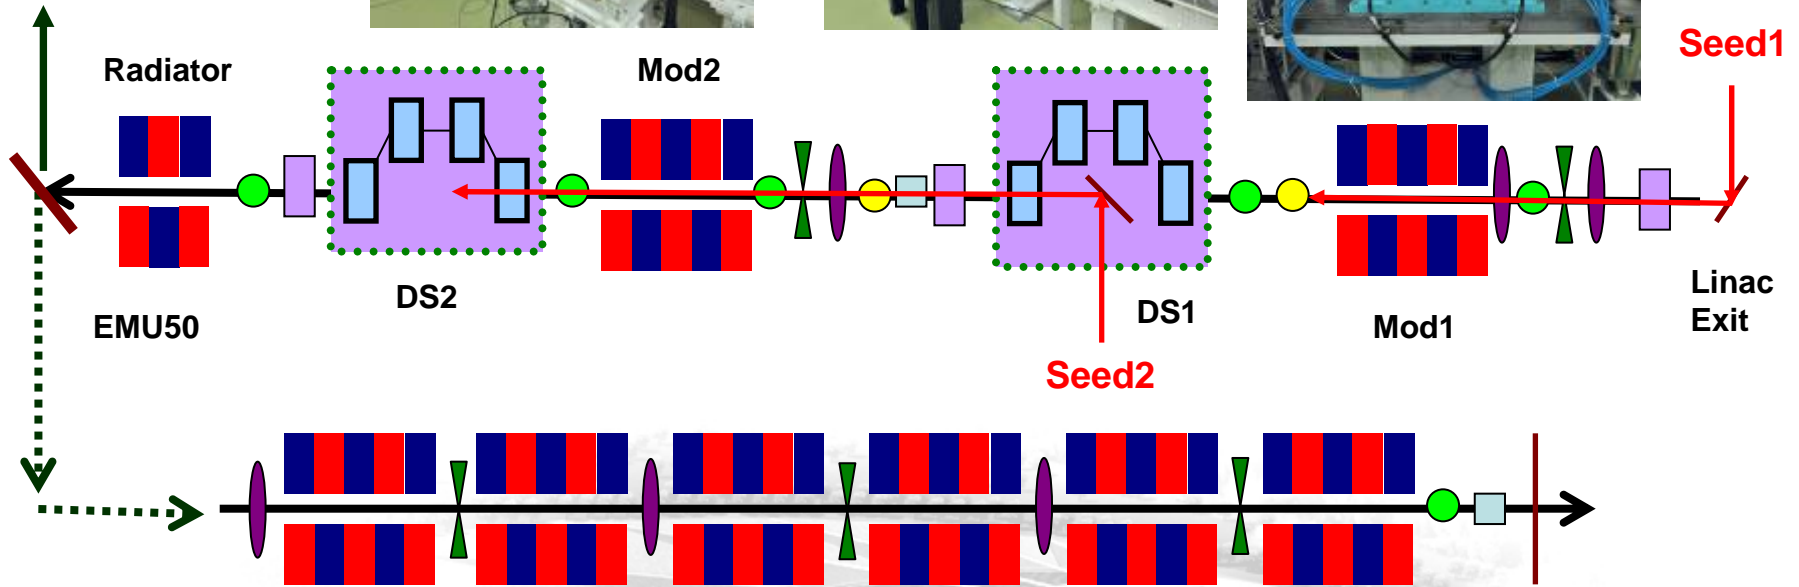 Seed1
Radiator
Mod2
DS2
DS1
Linac
Exit
EMU50
Mod1
Seed2